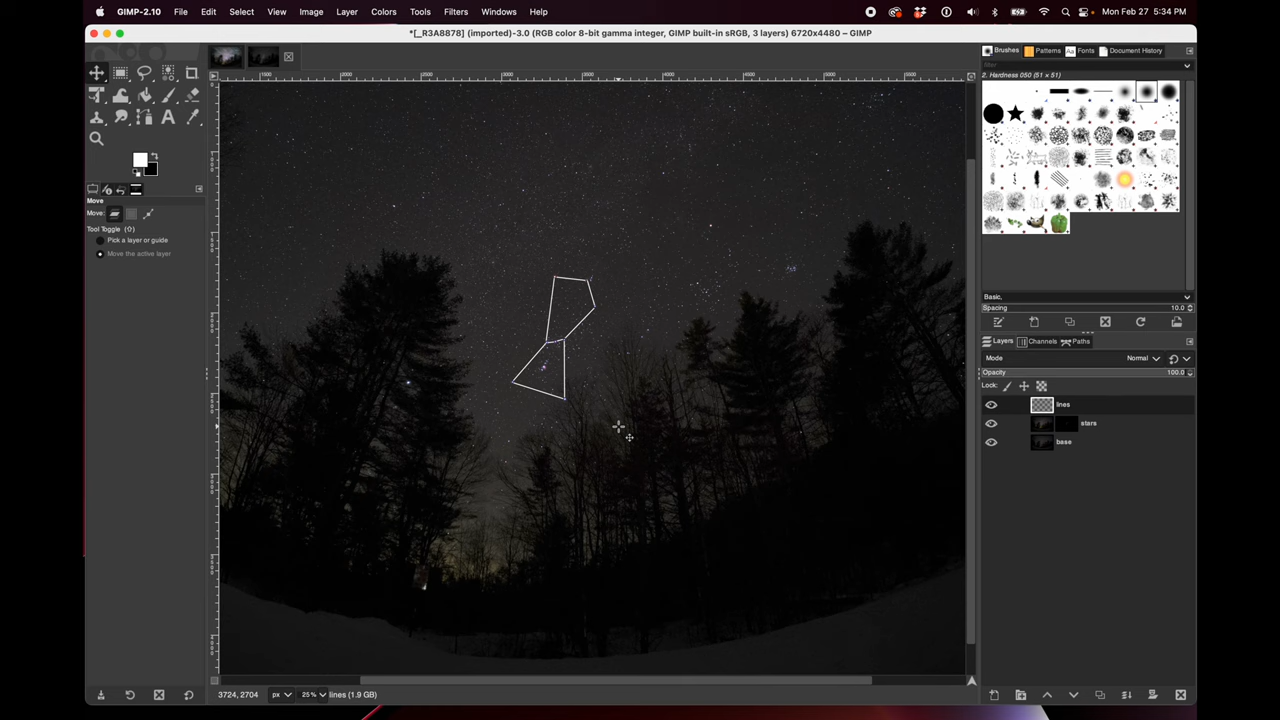 GIMP-2.10 File Edit Select View Image Layer Colors Tools Filters Windows Help Mon Feb 27 5:34 PM
*[_R3A8878] (imported)-3.0 (RGB color 8-bit gamma integer, GIMP built-in sRGB, 3 layers) 6720x4480 – GIMP
Brushes Patterns Aa Fonts Document History
filter
2. Hardness 050 (51 × 51)
Move
Move:
Tool Toggle (⇧)
Pick a layer or guide
Move the active layer
Basic,
Spacing 10.0
Layers Channels Paths
Mode Normal
Opacity 100.0
Lock:
lines
stars
base
3724, 2704 px 25% lines (1.9 GB)